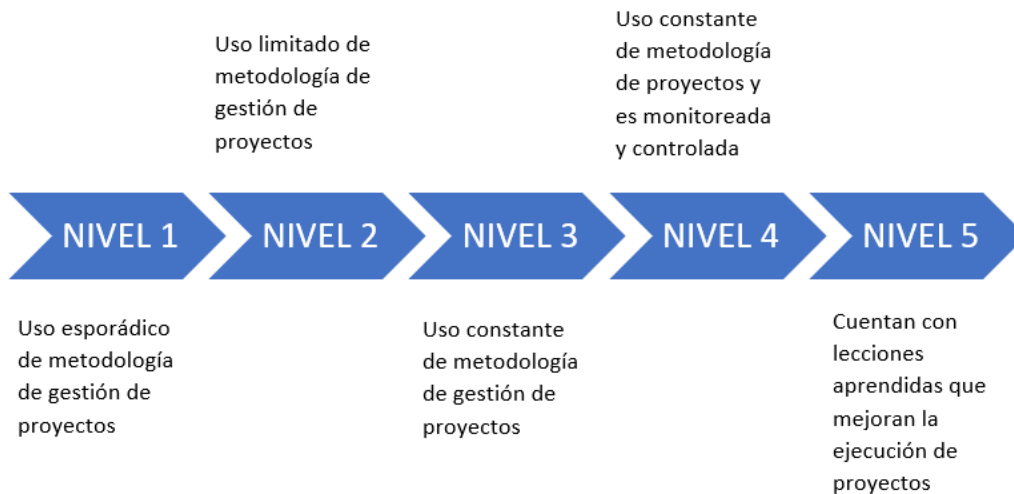 Uso limitado de
metodología de
gestión de
proyectos
Uso constante
de metodología
de proyectos y
es monitoreada
y controlada
NIVEL 1
NIVEL 2
NIVEL 3
NIVEL 4
NIVEL 5
Uso esporádico
de metodología
de gestión de
proyectos
Uso constante
de metodología
de gestión de
proyectos
Cuentan con
lecciones
aprendidas que
mejoran la
ejecución de
proyectos